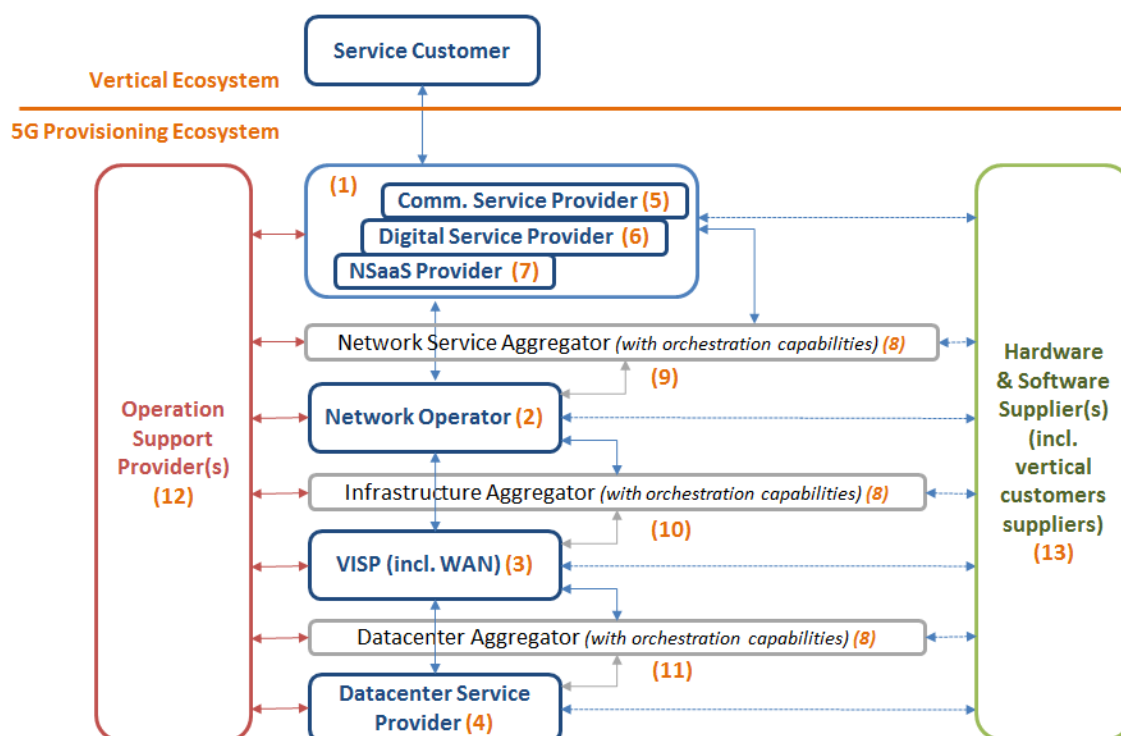 Service Customer
Vertical Ecosystem
5G Provisioning Ecosystem
(1)
Comm. Service Provider (5)
Digital Service Provider (6)
NSaaS Provider (7)
Network Service Aggregator (with orchestration capabilities) (8)
(9)
Network Operator (2)
Infrastructure Aggregator (with orchestration capabilities) (8)
(10)
VISP (incl. WAN) (3)
Datacenter Aggregator (with orchestration capabilities) (8)
(11)
Datacenter Service
Provider (4)
Operation
Support
Provider(s)
(12)
Hardware
& Software
Supplier(s)
(incl.
vertical
customers
suppliers)
(13)